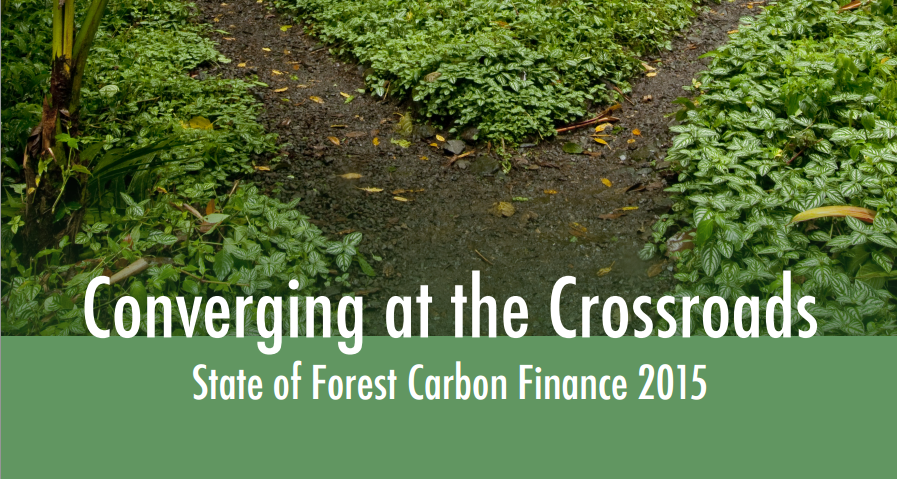 Converging at the Crossroads
State of Forest Carbon Finance 2015